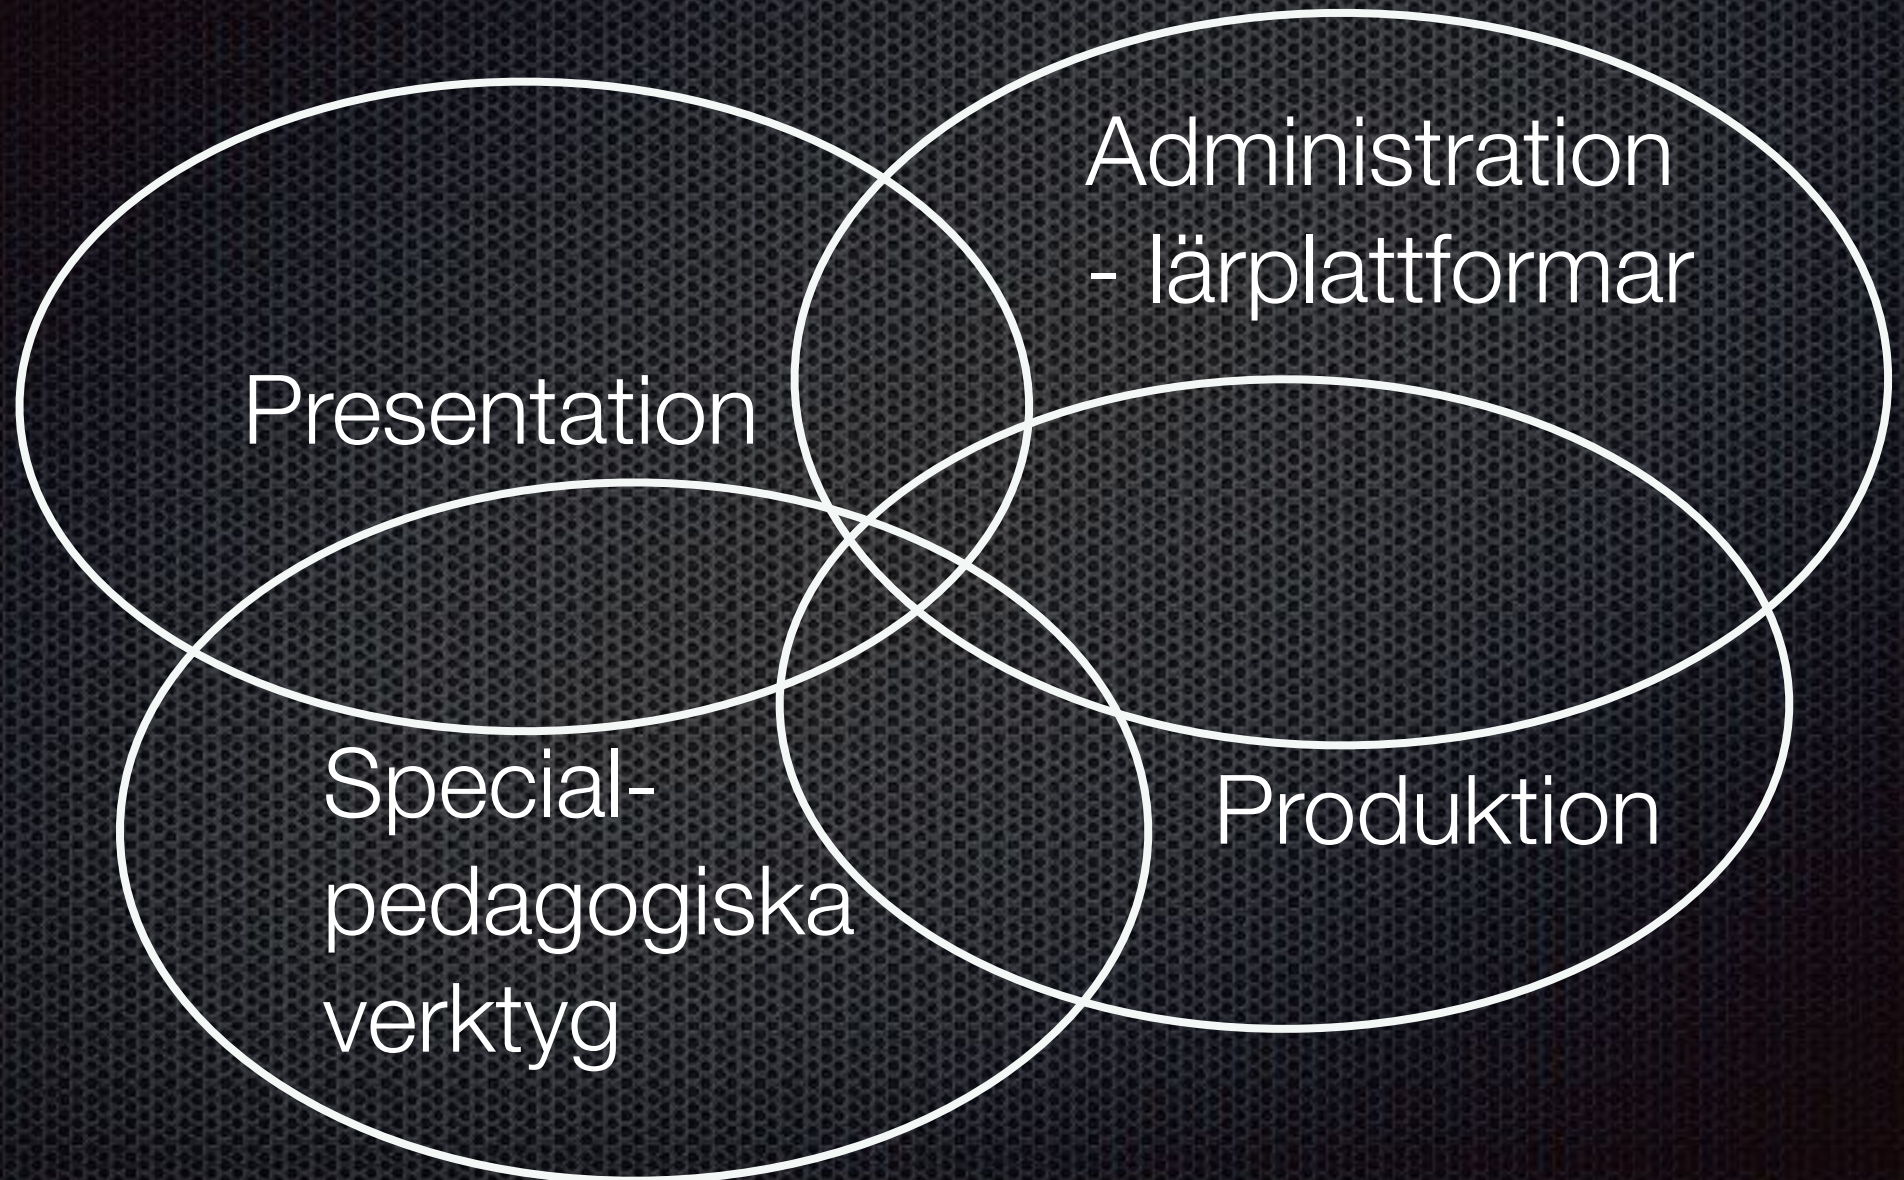 Administration
- lärplattformar
Presentation
Special-
pedagogiska
verktyg
Produktion